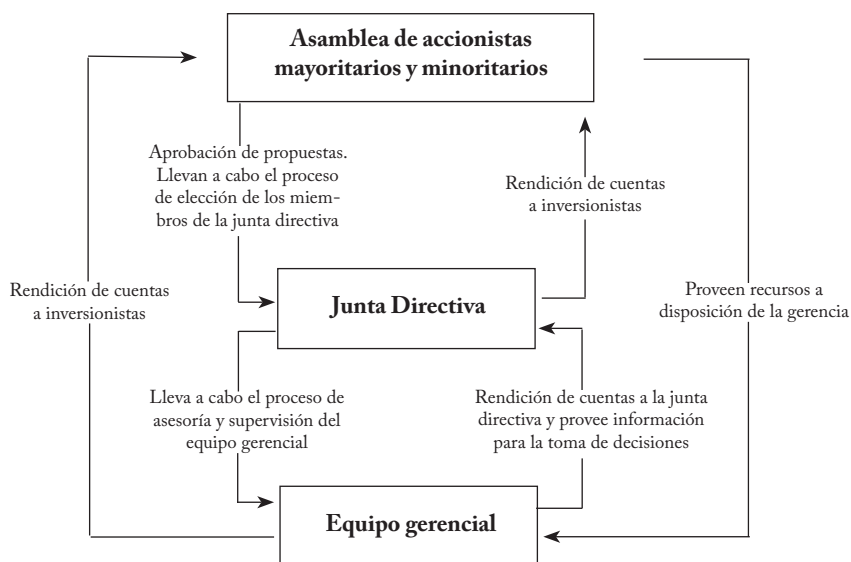 Asamblea de accionistas
mayoritarios y minoritarios
Aprobación de propuestas.
Llevan a cabo el proceso
de elección de los miem-
bros de la junta directiva
Rendición de cuentas
a inversionistas
Rendición de cuentas
a inversionistas
Junta Directiva
Proveen recursos a
disposición de la gerencia
Lleva a cabo el proceso de
asesoría y supervisión del
equipo gerencial
Rendición de cuentas a la junta
directiva y provee información
para la toma de decisiones
Equipo gerencial